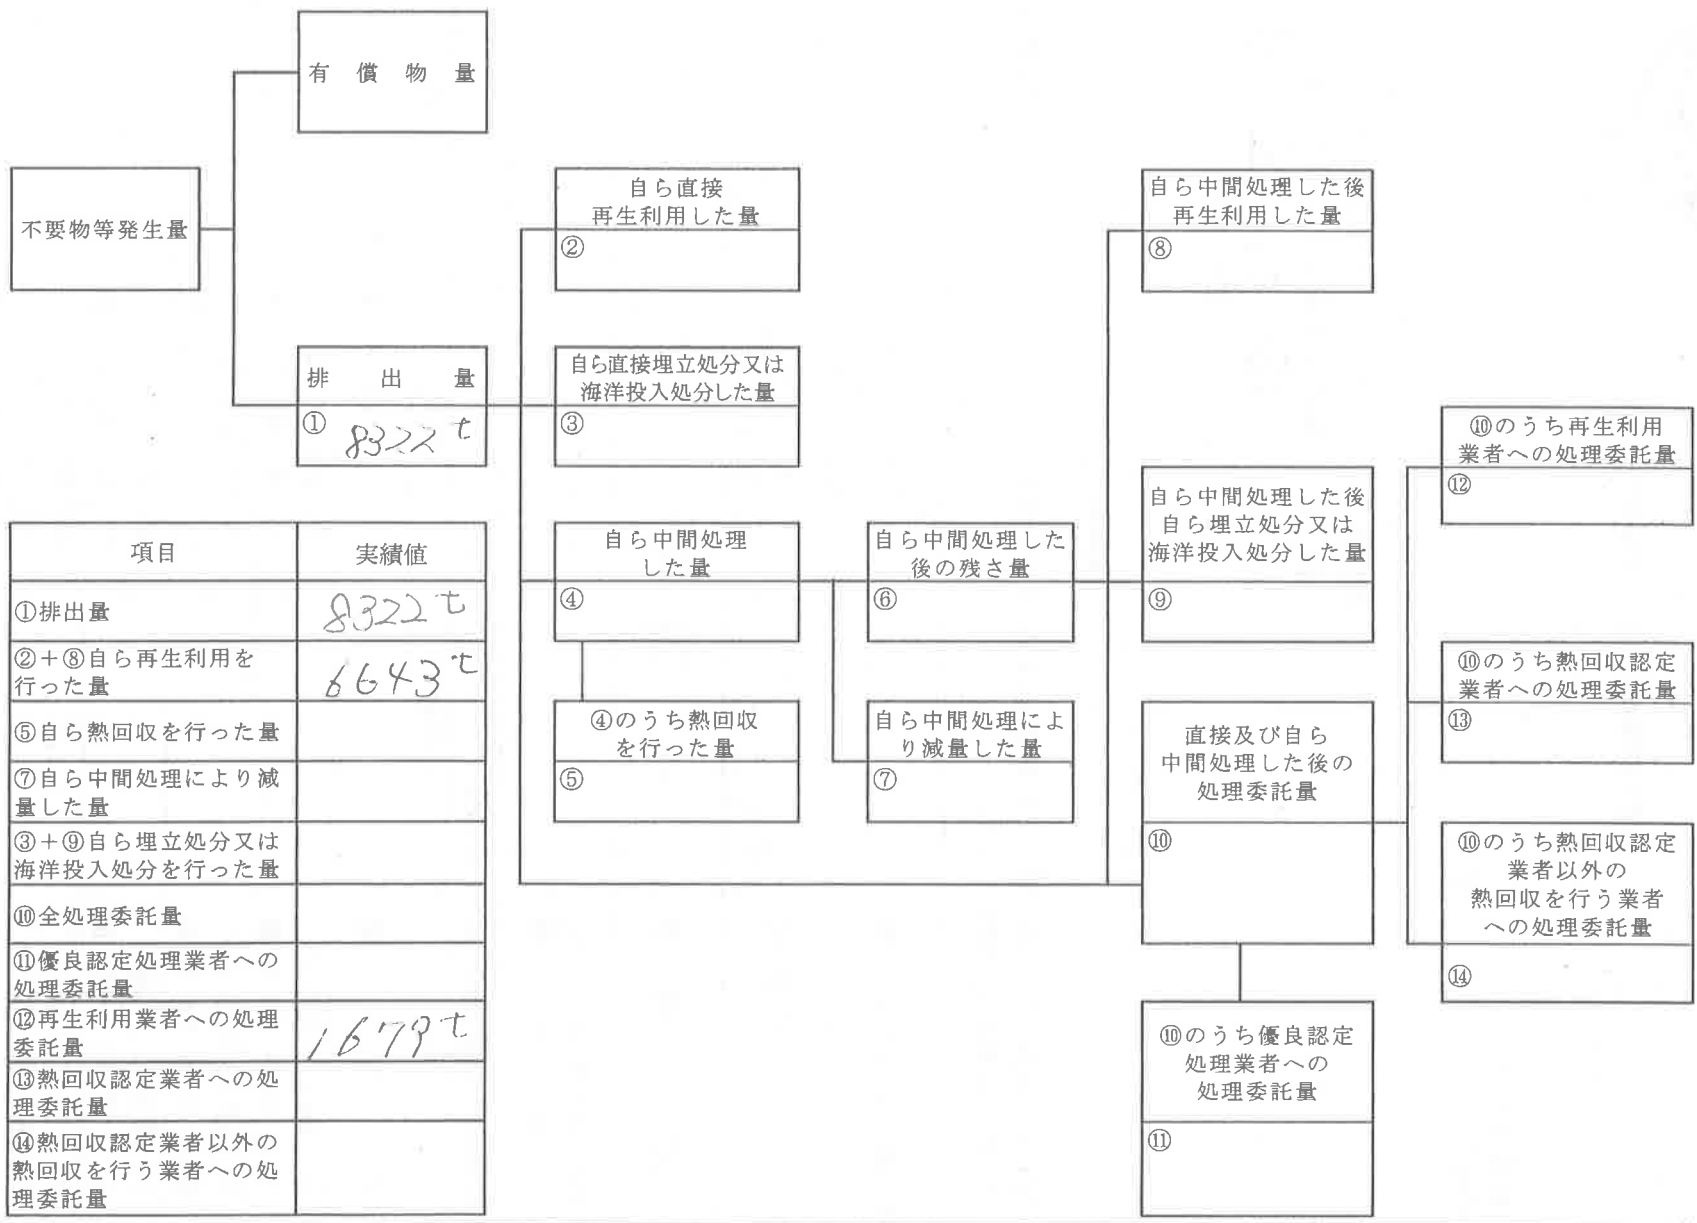 有償物量
不要物等発生量
排出量
① 8322 t
自ら直接
再生利用した量
②
自ら直接埋立処分又は
海洋投入処分した量
③
自ら中間処理
した量
④
④のうち熱回収
を行った量
⑤
自ら中間処理した
後の残さ量
⑥
自ら中間処理によ
り減量した量
⑦
自ら中間処理した後
再生利用した量
⑧
自ら中間処理した後
自ら埋立処分又は
海洋投入処分した量
⑨
直接及び自ら
中間処理した後の
処理委託量
⑩
⑩のうち優良認定
処理業者への
処理委託量
⑪
⑩のうち再生利用
業者への処理委託量
⑫
⑩のうち熱回収認定
業者への処理委託量
⑬
⑩のうち熱回収認定
業者以外の
熱回収を行う業者
への処理委託量
⑭
項目 実績値
①排出量 8322 t
②+⑧自ら再生利用を
行った量 6643 t
⑤自ら熱回収を行った量
⑦自ら中間処理により減
量した量
③+⑨自ら埋立処分又は
海洋投入処分を行った量
⑩全処理委託量
⑪優良認定処理業者への
処理委託量
⑫再生利用業者への処理
委託量 1679 t
⑬熱回収認定業者への処
理委託量
⑭熱回収認定業者以外の
熱回収を行う業者への処
理委託量